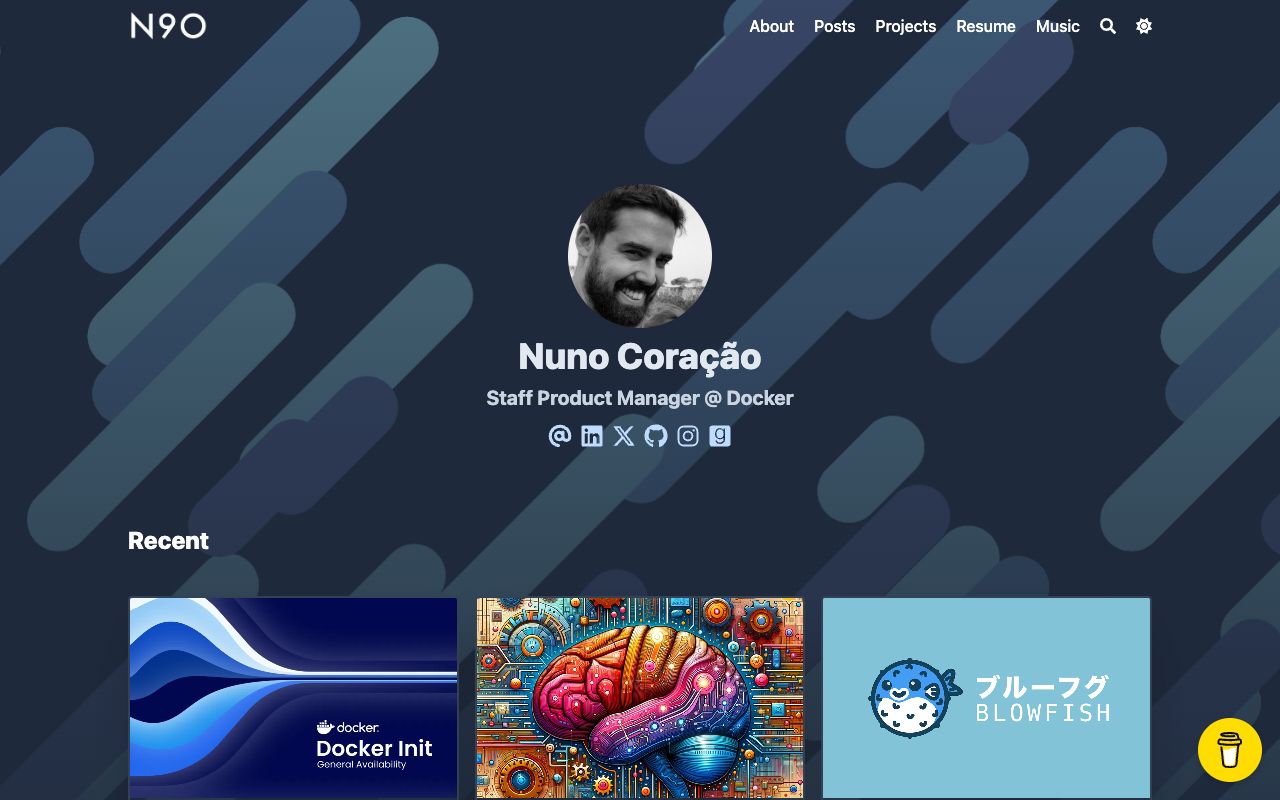 N9O
About
Posts
Projects
Resume
Music
Nuno Coração
Staff Product Manager @ Docker
Recent
docker
Docker Init
General Availability
ブルーフグ
BLOWFISH